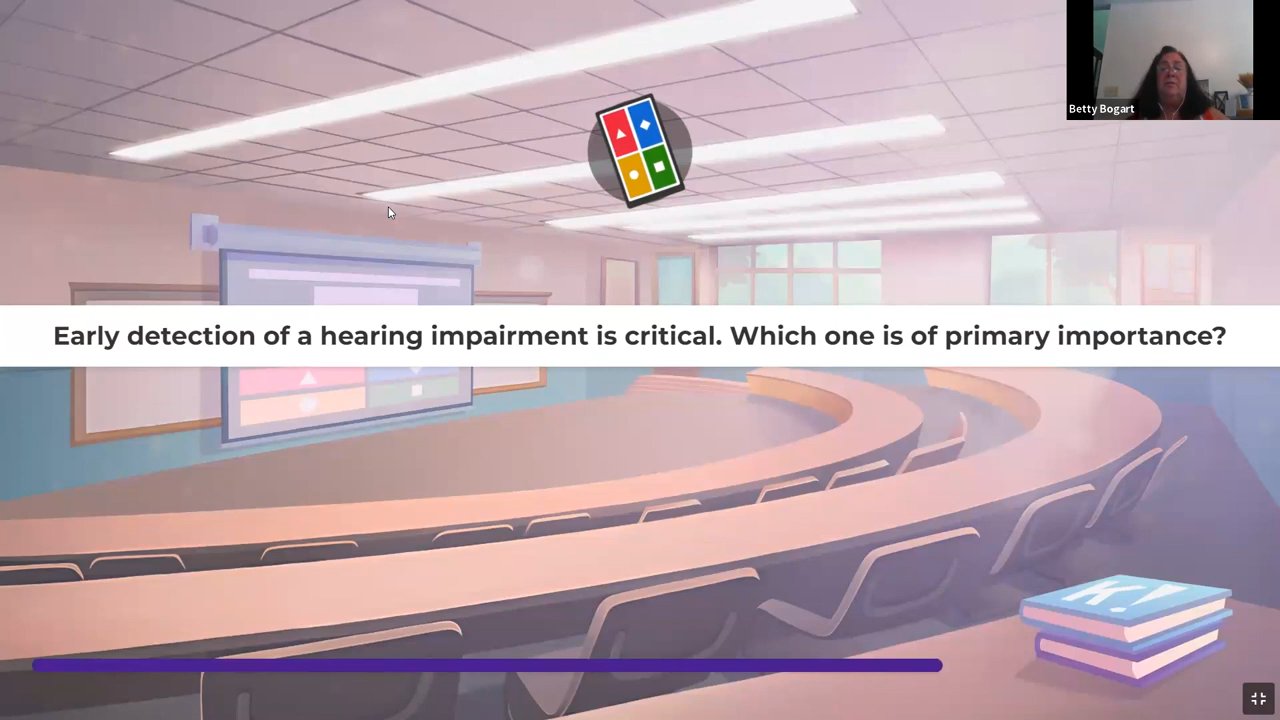 Betty Bogart
Early detection of a hearing impairment is critical. Which one is of primary importance?
K!